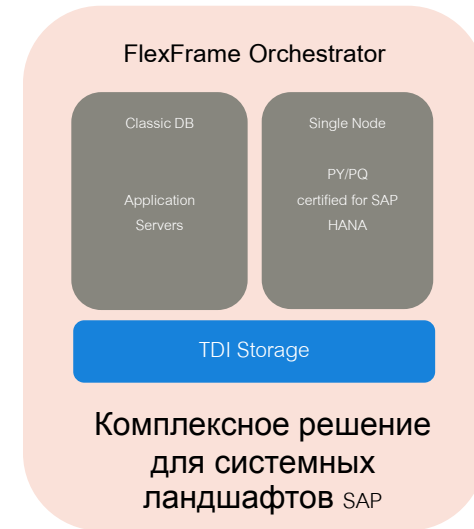 FlexFrame Orchestrator
Classic DB
Application
Servers
Single Node
PY/PQ
certified for SAP
HANA
TDI Storage
Комплексное решение
для системных
ландшафтов SAP